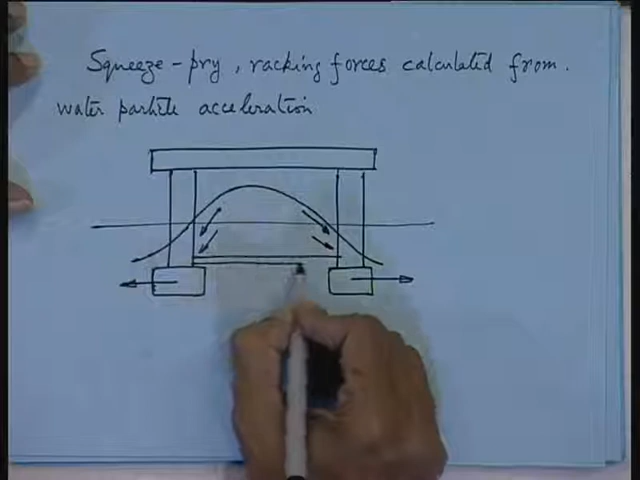 Squeeze - pry, racking forces calculated from.
water particle acceleration